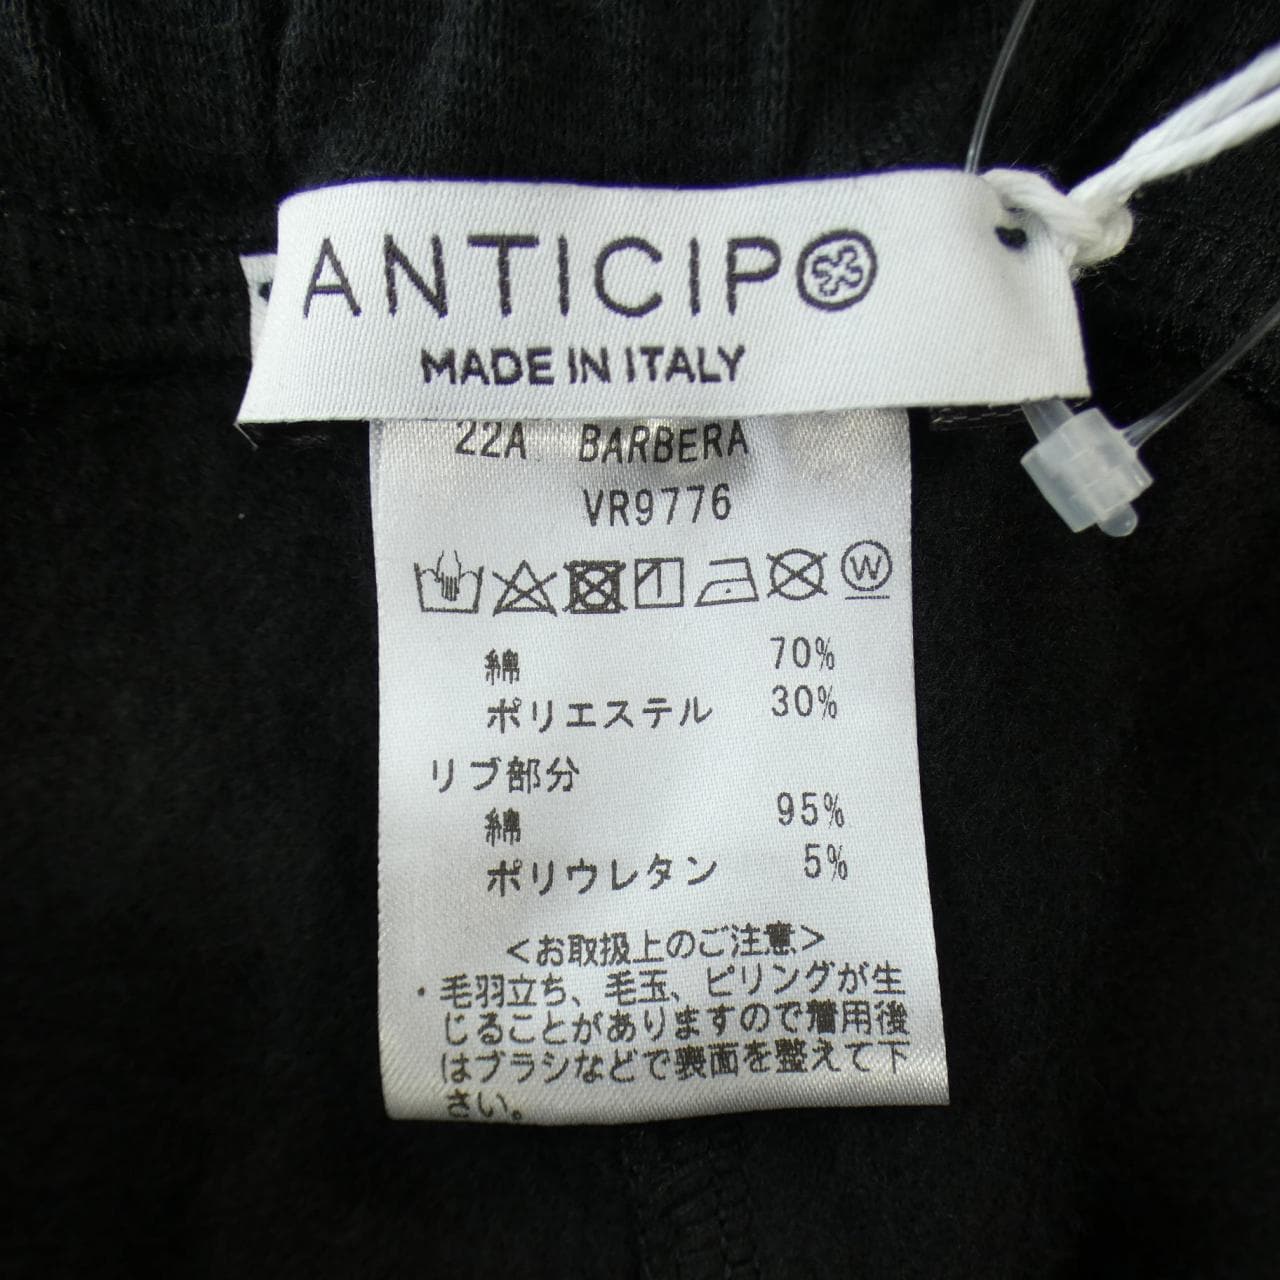 ANTICIPO
MADE IN ITALY
22A BARBERA
VR9776
W
綿 70%
ポリエステル 30%
リブ部分
綿 95%
ポリウレタン 5%
<お取扱上のご注意>
・毛羽立ち、毛玉、ピリングが生
じることがありますので着用後
はブラシなどで表面を整えて下
さい。